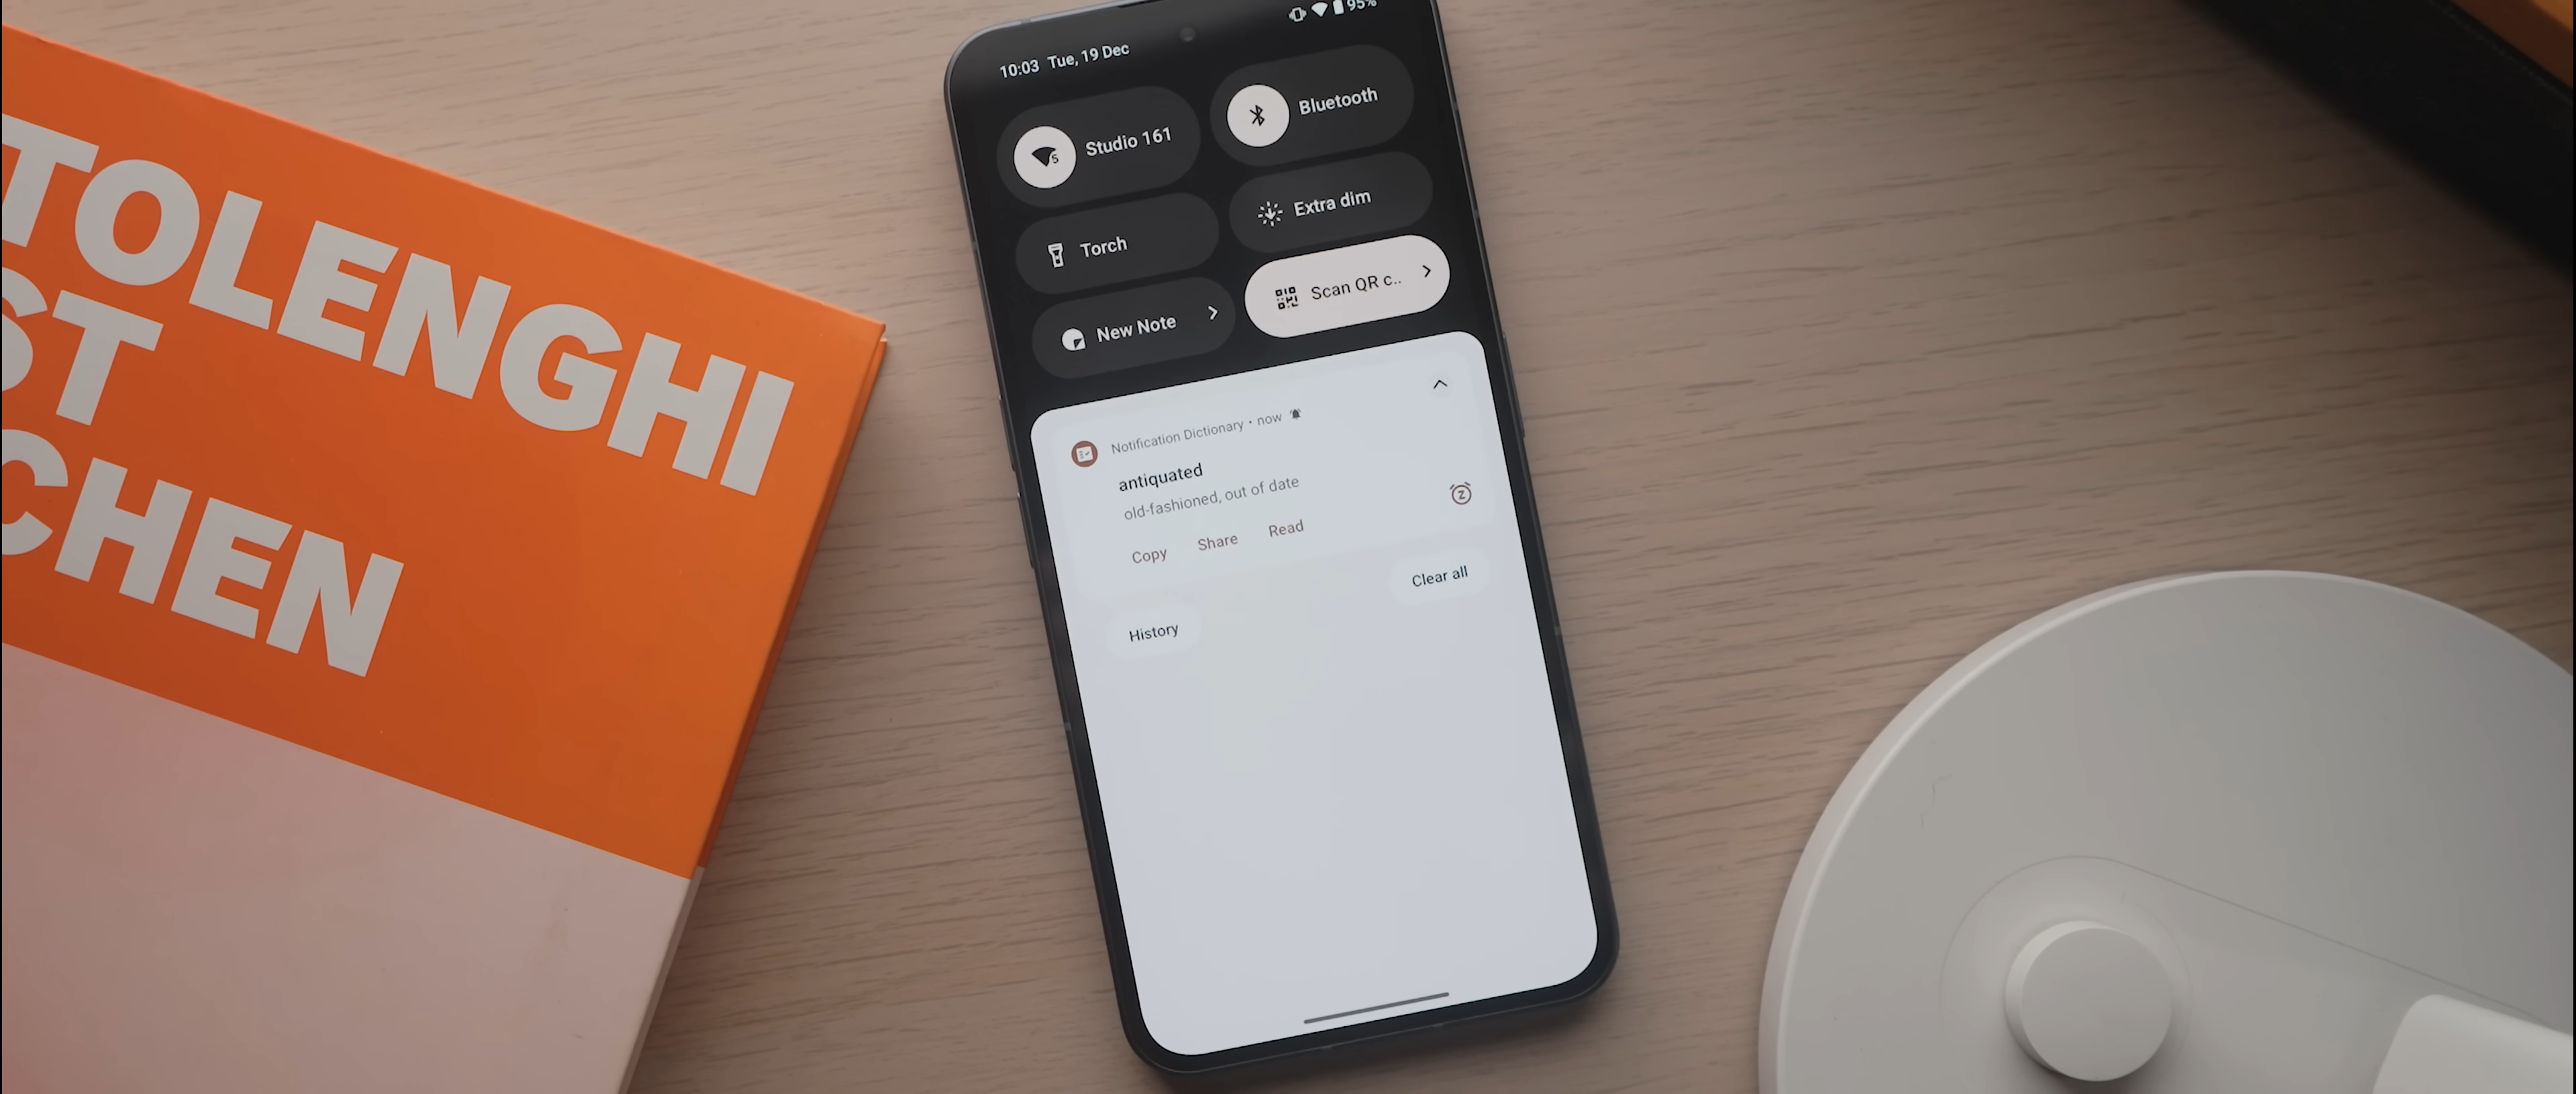 TOLENGHI
ST
CHEN
10:03 Tue, 19 Dec
95%
Studio 161
Bluetooth
Torch
Extra dim
New Note
Scan QR c..
Notification Dictionary • now
antiquated
old-fashioned, out of date
Copy Share Read
Clear all
History